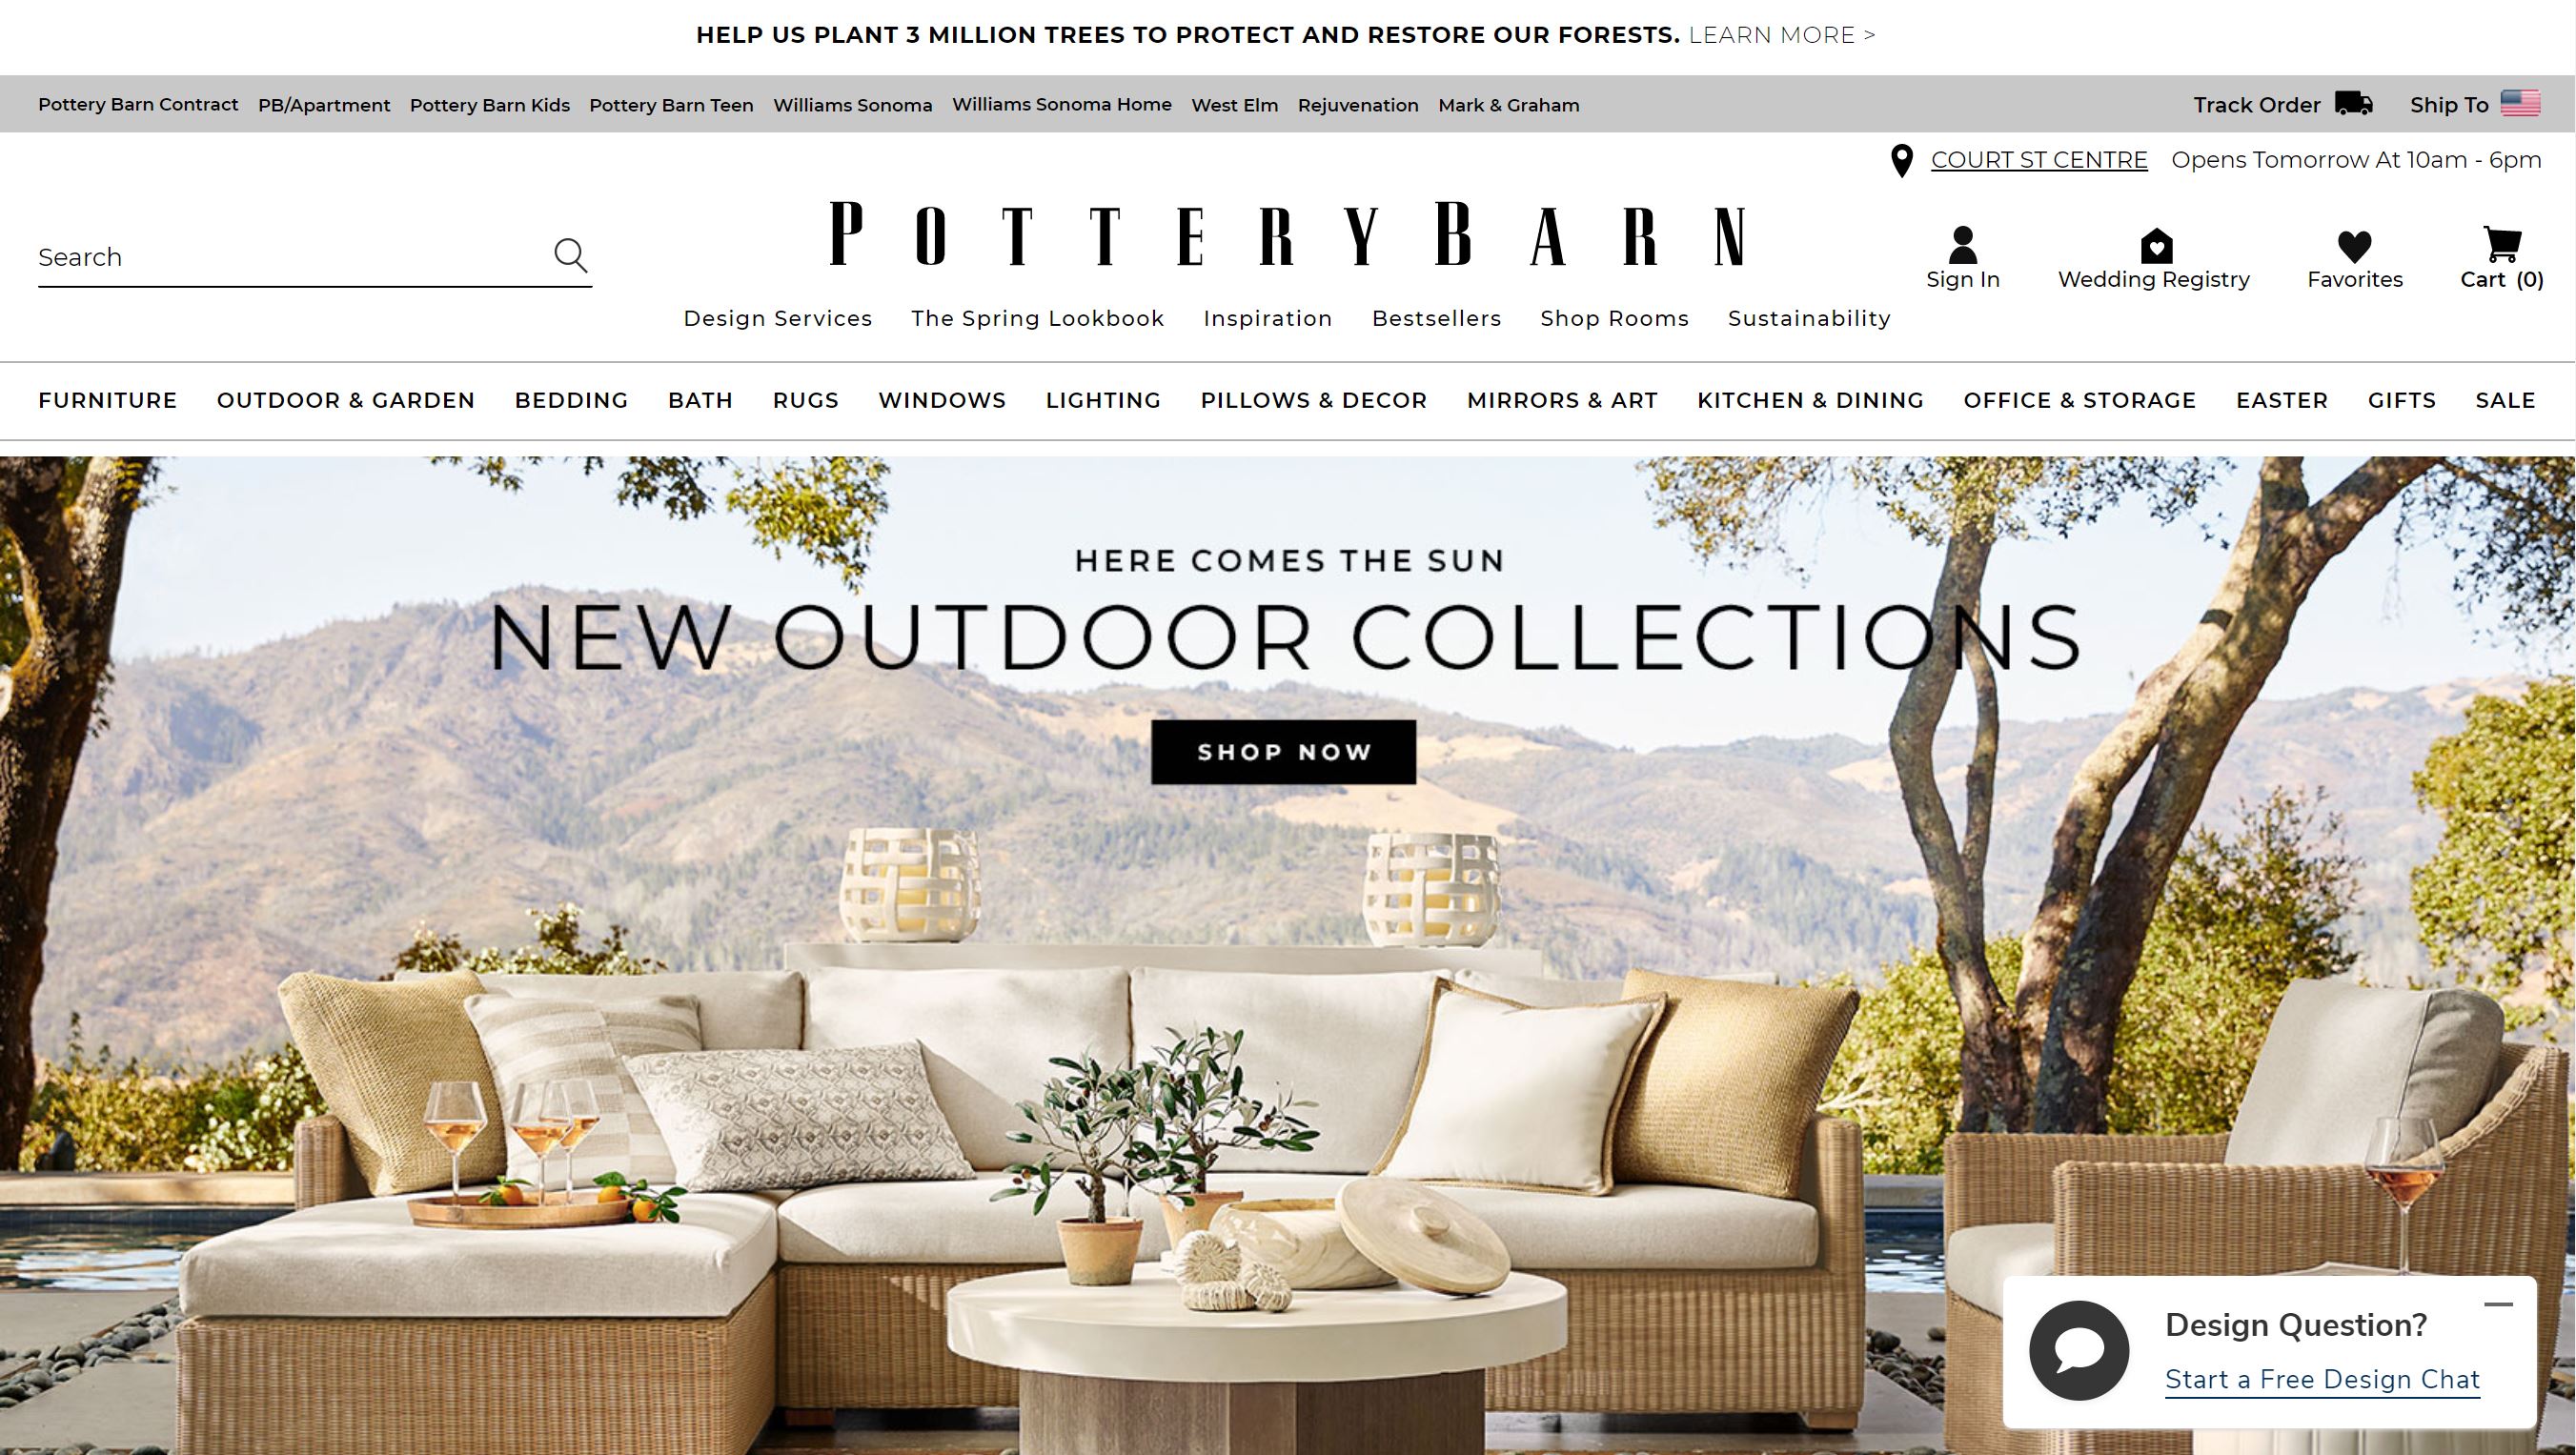 HELP US PLANT 3 MILLION TREES TO PROTECT AND RESTORE OUR FORESTS. LEARN MORE >
Pottery Barn Contract PB/Apartment Pottery Barn Kids Pottery Barn Teen Williams Sonoma Williams Sonoma Home West Elm Rejuvenation Mark & Graham Track Order Ship To
COURT ST CENTRE Opens Tomorrow At 10am - 6pm
Search
POTTERY BARN
Sign In Wedding Registry Favorites Cart (0)
Design Services The Spring Lookbook Inspiration Bestsellers Shop Rooms Sustainability
FURNITURE OUTDOOR & GARDEN BEDDING BATH RUGS WINDOWS LIGHTING PILLOWS & DECOR MIRRORS & ART KITCHEN & DINING OFFICE & STORAGE EASTER GIFTS SALE
HERE COMES THE SUN
NEW OUTDOOR COLLECTIONS
SHOP NOW
Design Question?
Start a Free Design Chat